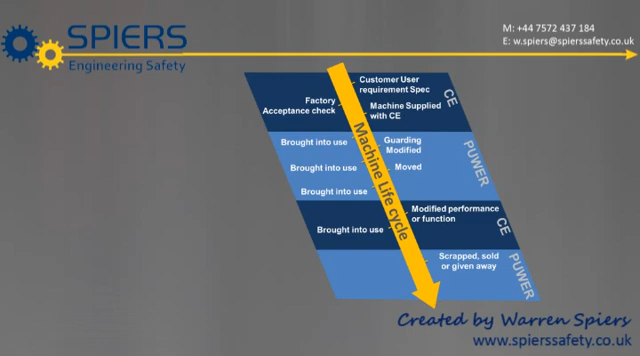 SPIERS
Engineering Safety
M: +44 7572 437 184
E: w.spiers@spierssafety.co.uk
Customer User
requirement Spec
CE
Factory
Acceptance check
Machine Supplied
with CE
Machine Life cycle
Brought into use
Guarding
Modified
PUWER
Brought into use
Moved
Brought into use
Modified performance
or function
CE
Brought into use
Scrapped, sold
or given away
PUWER
Created by Warren Spiers
www.spierssafety.co.uk